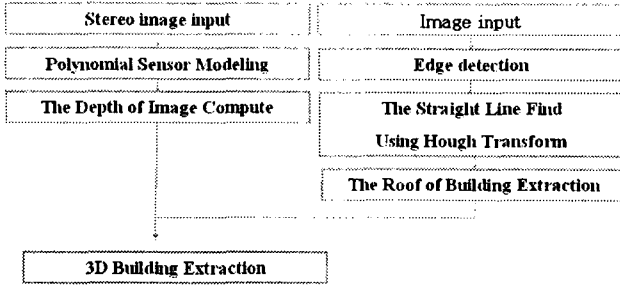 Stereo image input
Polynomial Sensor Modeling
The Depth of Image Compute
Image input
Edge detection
The Straight Line Find
Using Hough Transform
The Roof of Building Extraction
3D Building Extraction